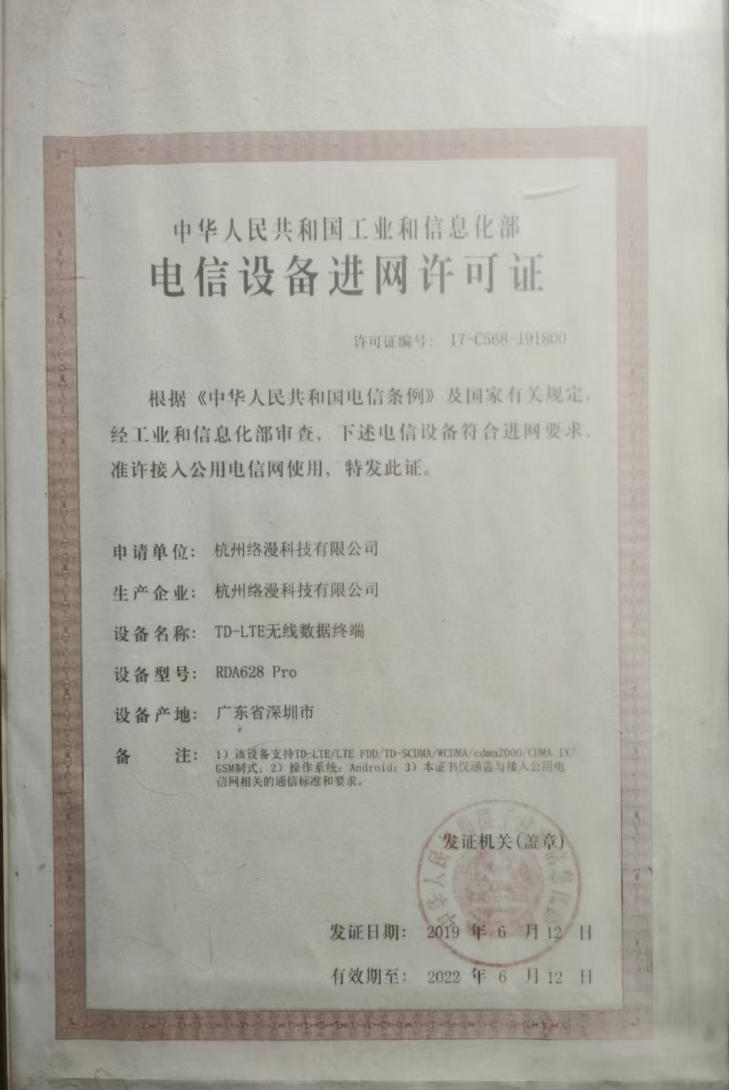 中华人民共和国工业和信息化部
电信设备进网许可证
许可证编号： 17-C568-191800
根据《中华人民共和国电信条例》及国家有关规定，
经工业和信息化部审查，下述电信设备符合进网要求，
准许接入公用电信网使用，特发此证。
申请单位： 杭州络漫科技有限公司
生产企业： 杭州络漫科技有限公司
设备名称： TD-LTE无线数据终端
设备型号： RDA628 Pro
设备产地： 广东省深圳市
备 注： 1）该设备支持TD-LTE/LTE FDD/TD-SCDMA/WCDMA/cdma2000/CDMA 1X/
GSM制式；2）操作系统：Android；3）本证书仅涵盖与接入公用电
信网相关的通信标准和要求。
发证机关(盖章)
发证日期： 2019 年 6 月 12 日
有效期至： 2022 年 6 月 12 日